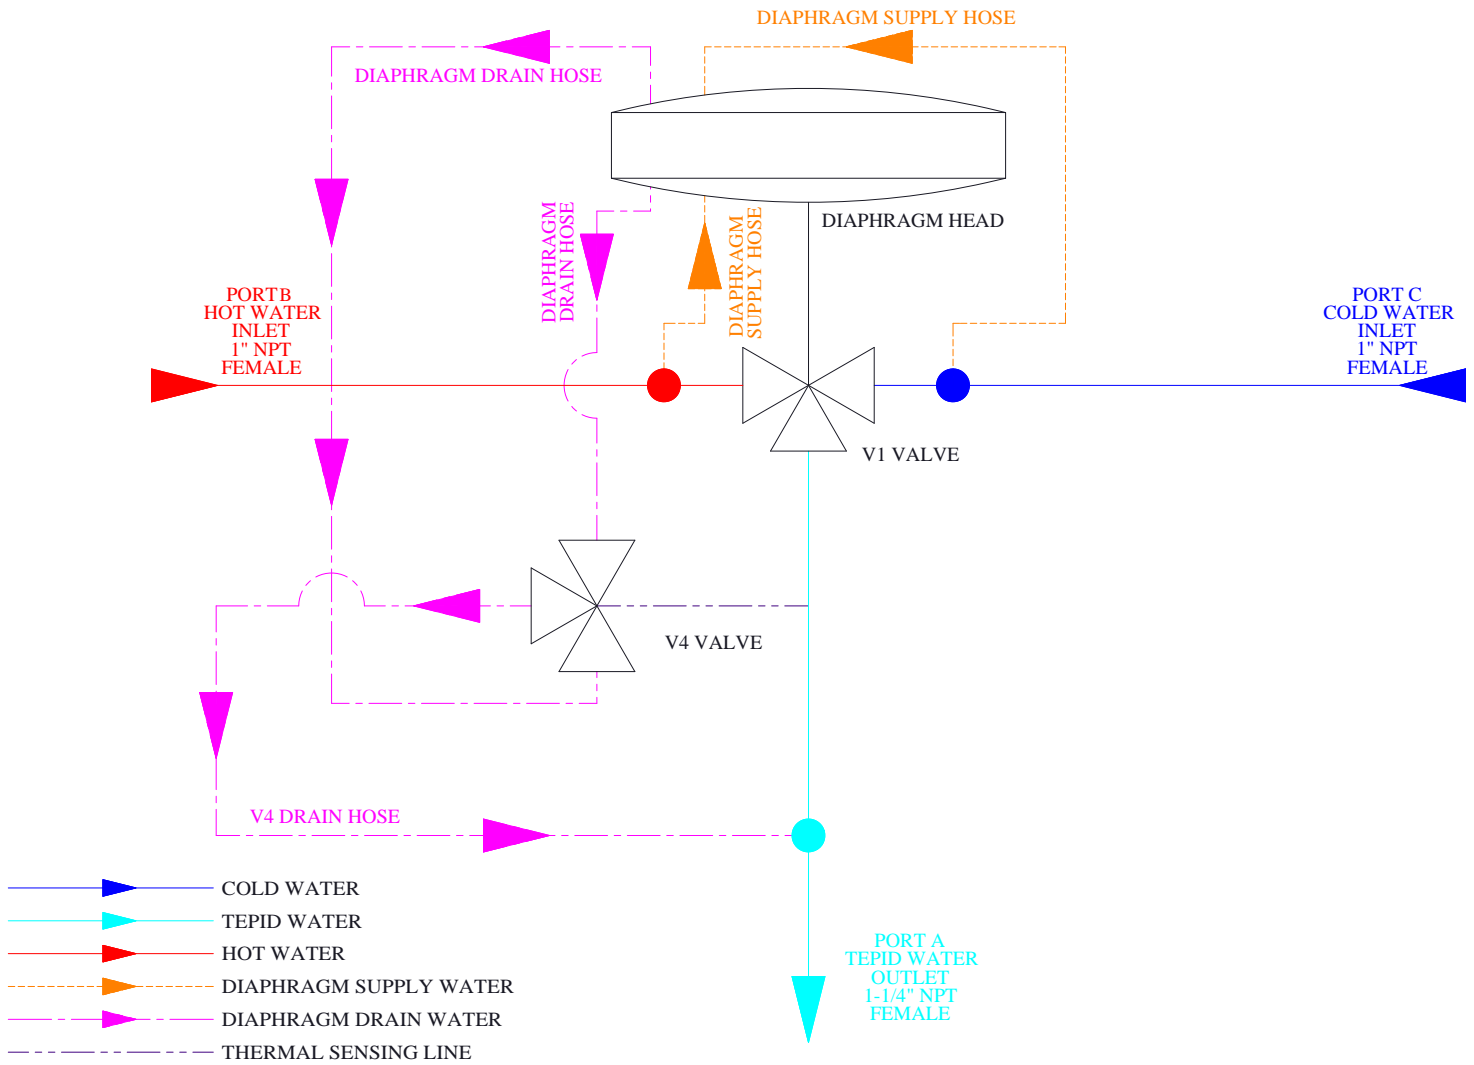 DIAPHRAGM SUPPLY HOSE
DIAPHRAGM DRAIN HOSE
DIAPHRAGM
DRAIN HOSE
DIAPHRAGM
SUPPLY HOSE
DIAPHRAGM HEAD
PORT B
HOT WATER
INLET
1" NPT
FEMALE
PORT C
COLD WATER
INLET
1" NPT
FEMALE
V1 VALVE
V4 VALVE
V4 DRAIN HOSE
COLD WATER
TEPID WATER
HOT WATER
DIAPHRAGM SUPPLY WATER
DIAPHRAGM DRAIN WATER
THERMAL SENSING LINE
PORT A
TEPID WATER
OUTLET
1-1/4" NPT
FEMALE